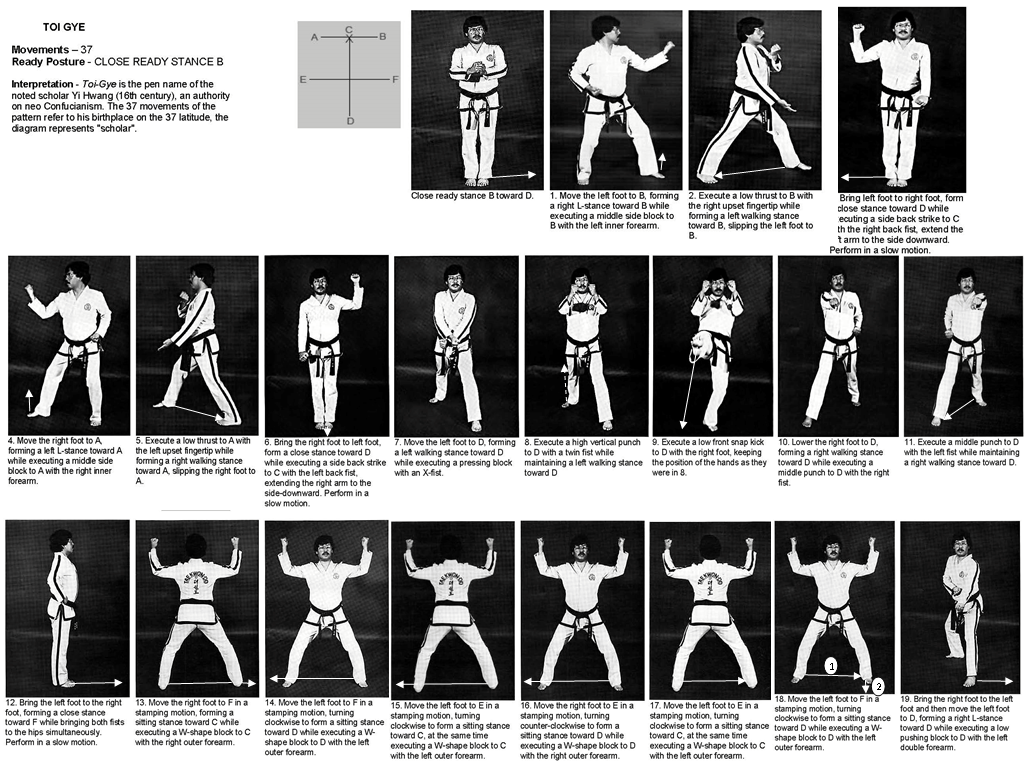 TOI GYE
Movements – 37
Ready Posture - CLOSE READY STANCE B
Interpretation - Toi-Gye is the pen name of the
noted scholar Yi Hwang (16th century), an authority
on neo Confucianism. The 37 movements of the
pattern refer to his birthplace on the 37 latitude, the
diagram represents "scholar".
C
A B
E F
D
Close ready stance B toward D.
1. Move the left foot to B, forming
a right L-stance toward B while
executing a middle side block to
B with the left inner forearm.
2. Execute a low thrust to B with
the right upset fingertip while
forming a left walking stance
toward B, slipping the left foot to
B.
Bring left foot to right foot, form
close stance toward D while
ecuting a side back strike to C
th the right back fist, extend the
t arm to the side downward.
Perform in a slow motion.
4. Move the right foot to A,
forming a left L-stance toward A
while executing a middle side
block to A with the right inner
forearm.
5. Execute a low thrust to A with
the left upset fingertip while
forming a right walking stance
toward A, slipping the right foot to
A.
6. Bring the right foot to left foot,
form a close stance toward D
while executing a side back strike
to C with the left back fist,
extending the right arm to the
side-downward. Perform in a
slow motion.
7. Move the left foot to D, forming
a left walking stance toward D
while executing a pressing block
with an X-fist.
8. Execute a high vertical punch
to D with a twin fist while
maintaining a left walking stance
toward D
9. Execute a low front snap kick
to D with the right foot, keeping
the position of the hands as they
were in 8.
10. Lower the right foot to D,
forming a right walking stance
toward D while executing a
middle punch to D with the right
fist.
11. Execute a middle punch to D
with the left fist while maintaining
a right walking stance toward D.
TAEKWON-DO
TAEKWON-DO
TAEKWON-DO
1
2
12. Bring the left foot to the right
foot, forming a close stance
toward F while bringing both fists
to the hips simultaneously.
Perform in a slow motion.
13. Move the right foot to F in a
stamping motion, forming a
sitting stance toward C while
executing a W-shape block to C
with the right outer forearm.
14. Move the left foot to F in a
stamping motion, turning
clockwise to form a sitting stance
toward D while executing a W-
shape block to D with the left
outer forearm.
15. Move the left foot to E in a
stamping motion, turning
clockwise to form a sitting stance
toward C, at the same time
executing a W-shape block to C
with the left outer forearm.
16. Move the right foot to E in a
stamping motion, turning
counter-clockwise to form a
sitting stance toward D while
executing a W-shape block to D
with the right outer forearm.
17. Move the left foot to E in a
stamping motion, turning
clockwise to form a sitting stance
toward C, at the same time
executing a W-shape block to C
with the left outer forearm.
18. Move the left foot to F in a
stamping motion, turning
clockwise to form a sitting stance
toward D while executing a W-
shape block to D with the left
outer forearm.
19. Bring the right foot to the left
foot and then move the left foot
to D, forming a right L-stance
toward D while executing a low
pushing block to D with the left
double forearm.